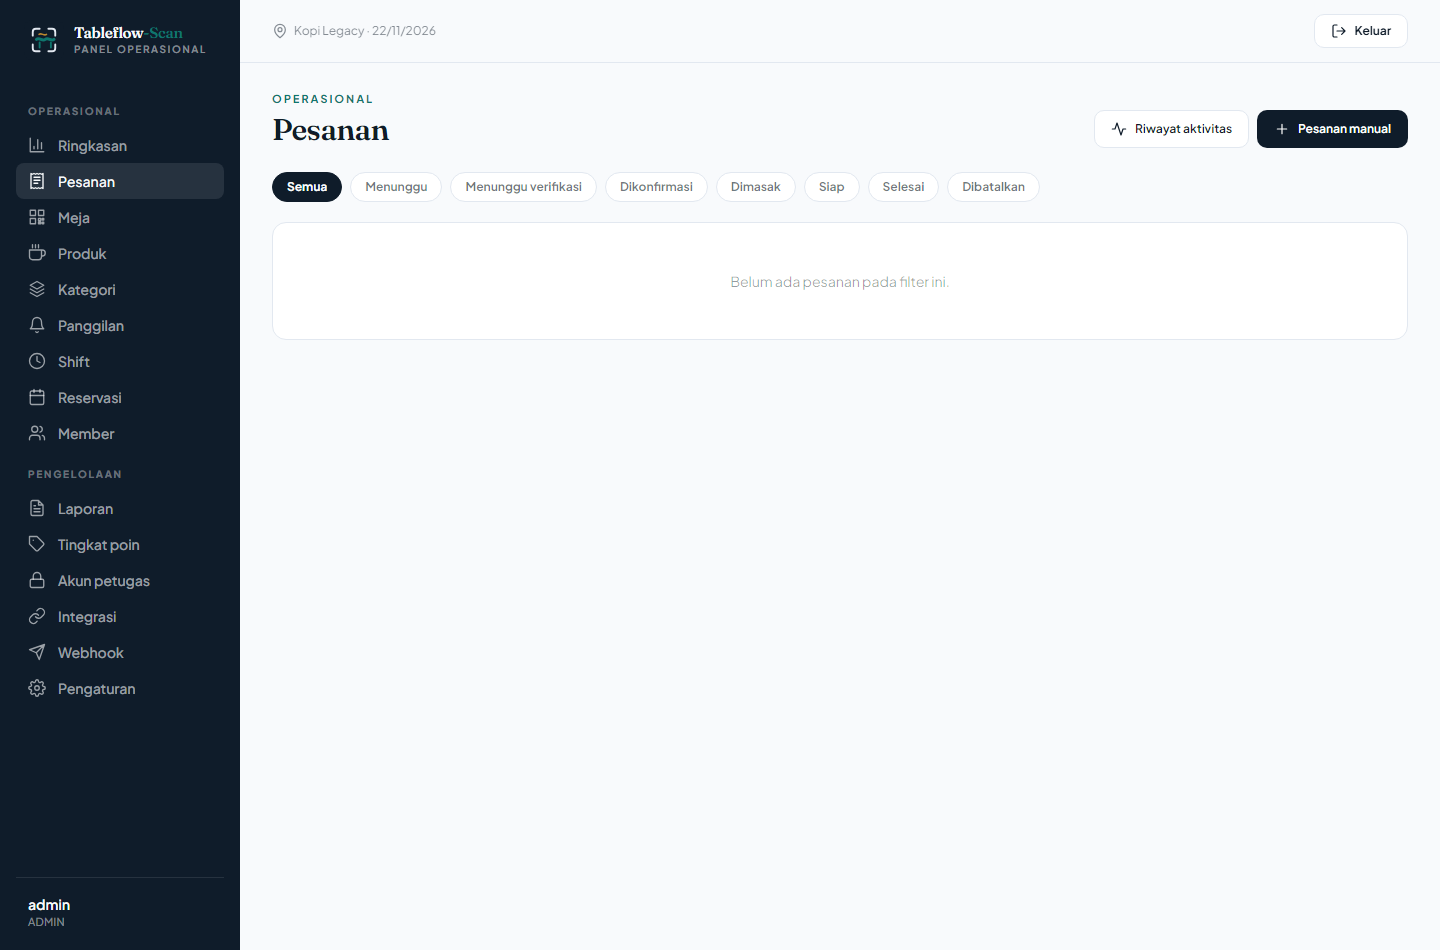 Tableflow-Scan
PANEL OPERASIONAL
OPERASIONAL
Ringkasan
Pesanan
Meja
Produk
Kategori
Panggilan
Shift
Reservasi
Member
PENGELOLAAN
Laporan
Tingkat poin
Akun petugas
Integrasi
Webhook
Pengaturan
admin
ADMIN
Kopi Legacy · 22/11/2026
Keluar
OPERASIONAL
Pesanan
Riwayat aktivitas
Pesanan manual
Semua
Menunggu
Menunggu verifikasi
Dikonfirmasi
Dimasak
Siap
Selesai
Dibatalkan
Belum ada pesanan pada filter ini.